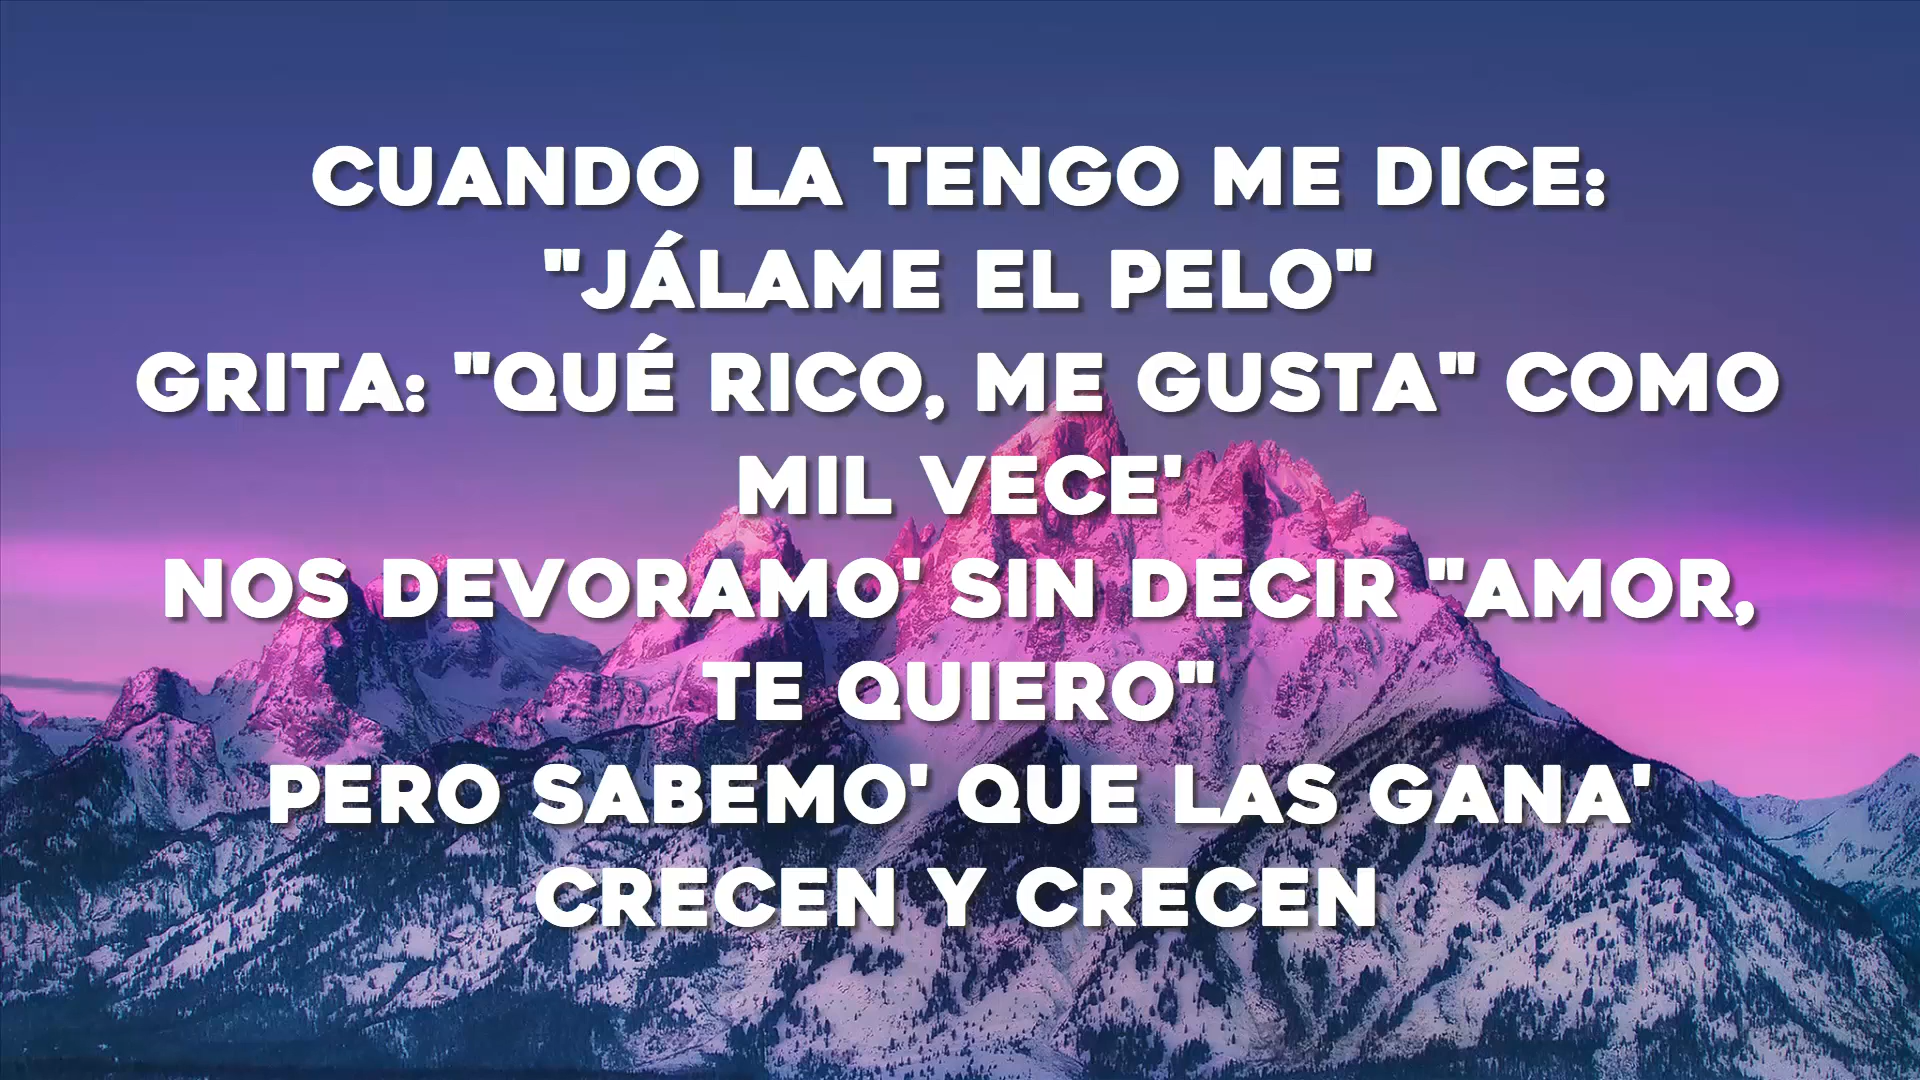 CUANDO LA TENGO ME DICE:
"JÁLAME EL PELO"
GRITA: "QUÉ RICO, ME GUSTA" COMO
MIL VECE'
NOS DEVORAMO' SIN DECIR "AMOR,
TE QUIERO"
PERO SABEMO' QUE LAS GANA'
CRECEN Y CRECEN